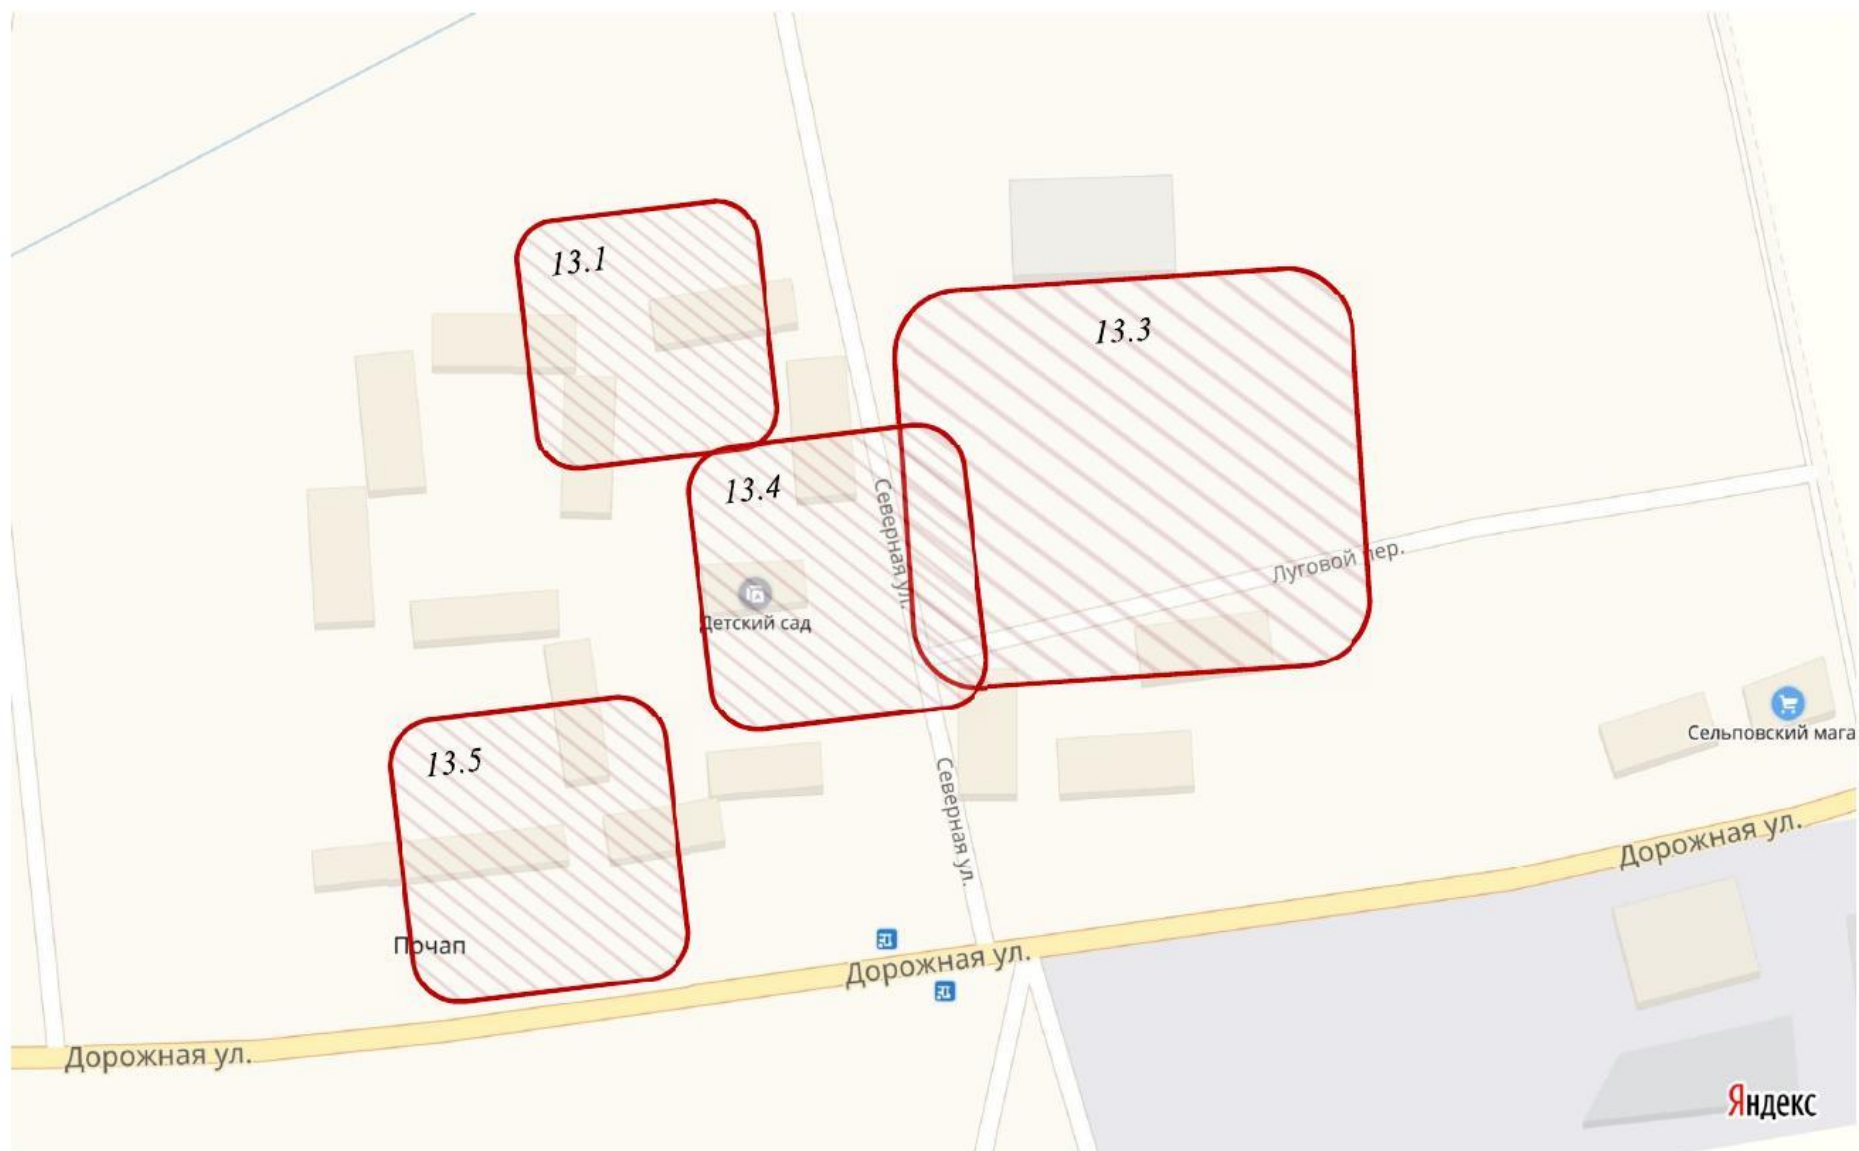 13.1
13.3
13.4
Северная ул.
Луговой пер.
Детский сад
13.5
Сельповский мага
Северная ул.
Дорожная ул.
Почап
Дорожная ул.
Дорожная ул.
Яндекс